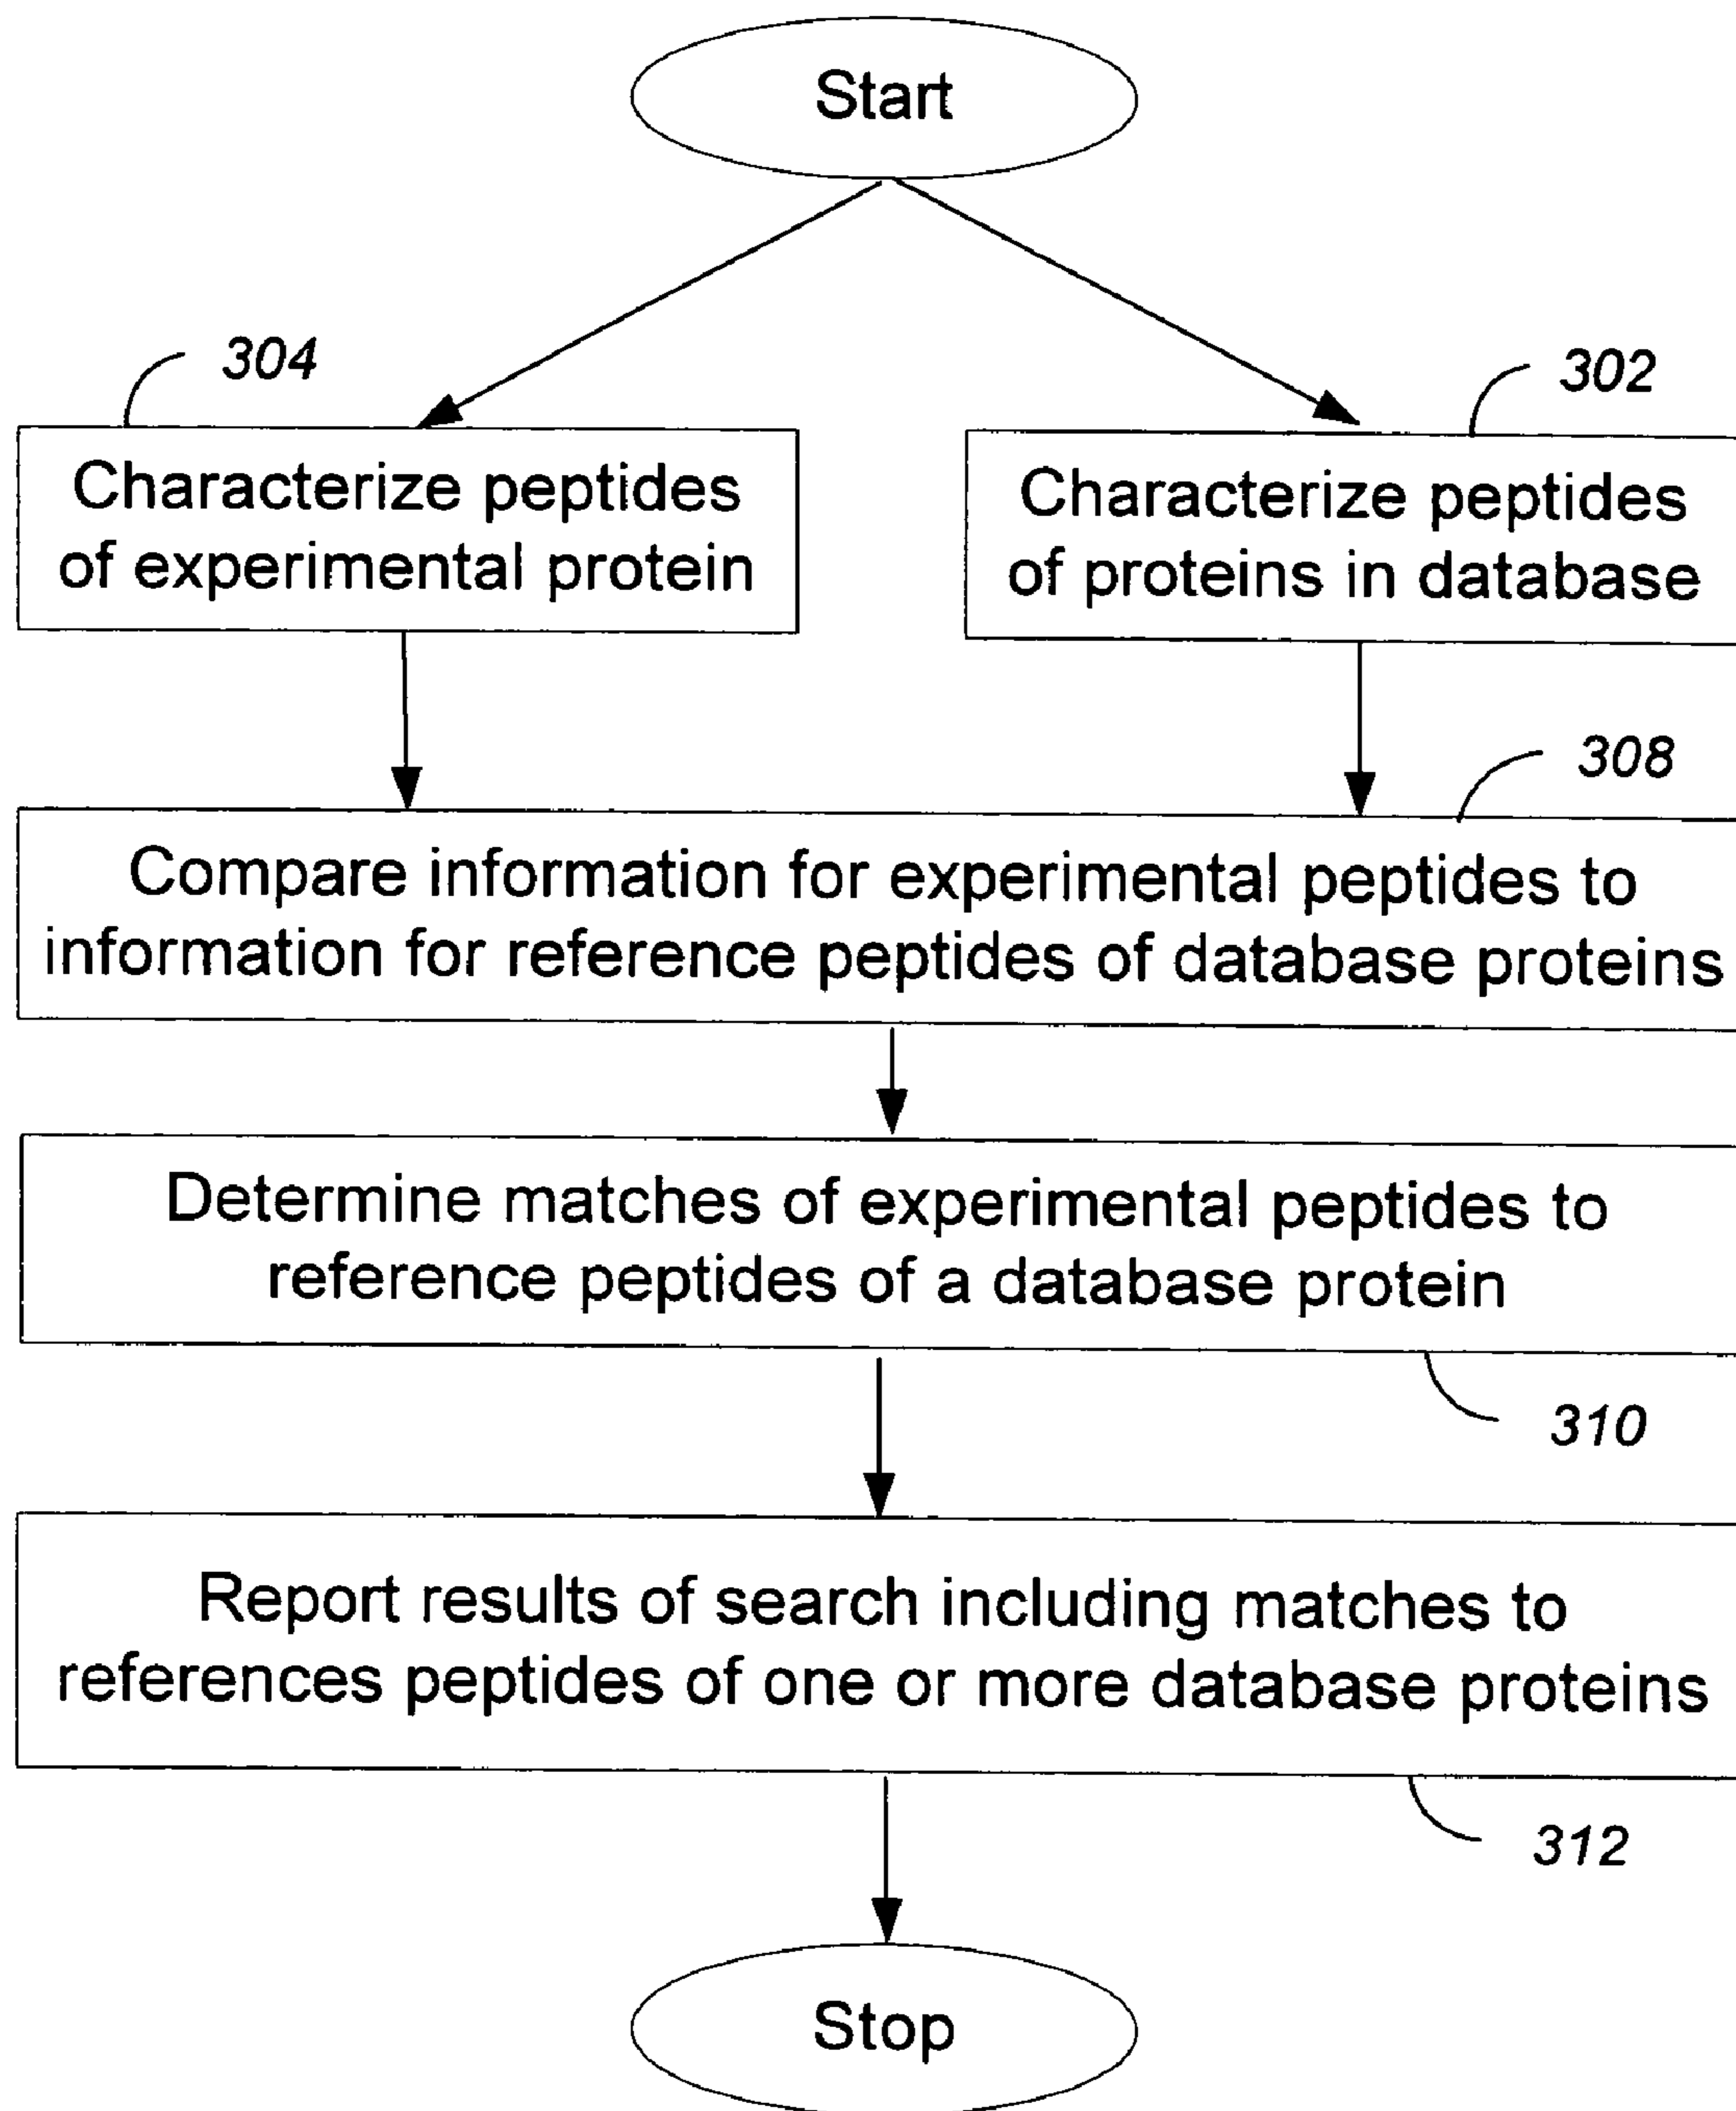 Start
304
302
Characterize peptides
of experimental protein
Characterize peptides
of proteins in database
308
Compare information for experimental peptides to
information for reference peptides of database proteins
Determine matches of experimental peptides to
reference peptides of a database protein
310
Report results of search including matches to
references peptides of one or more database proteins
312
Stop